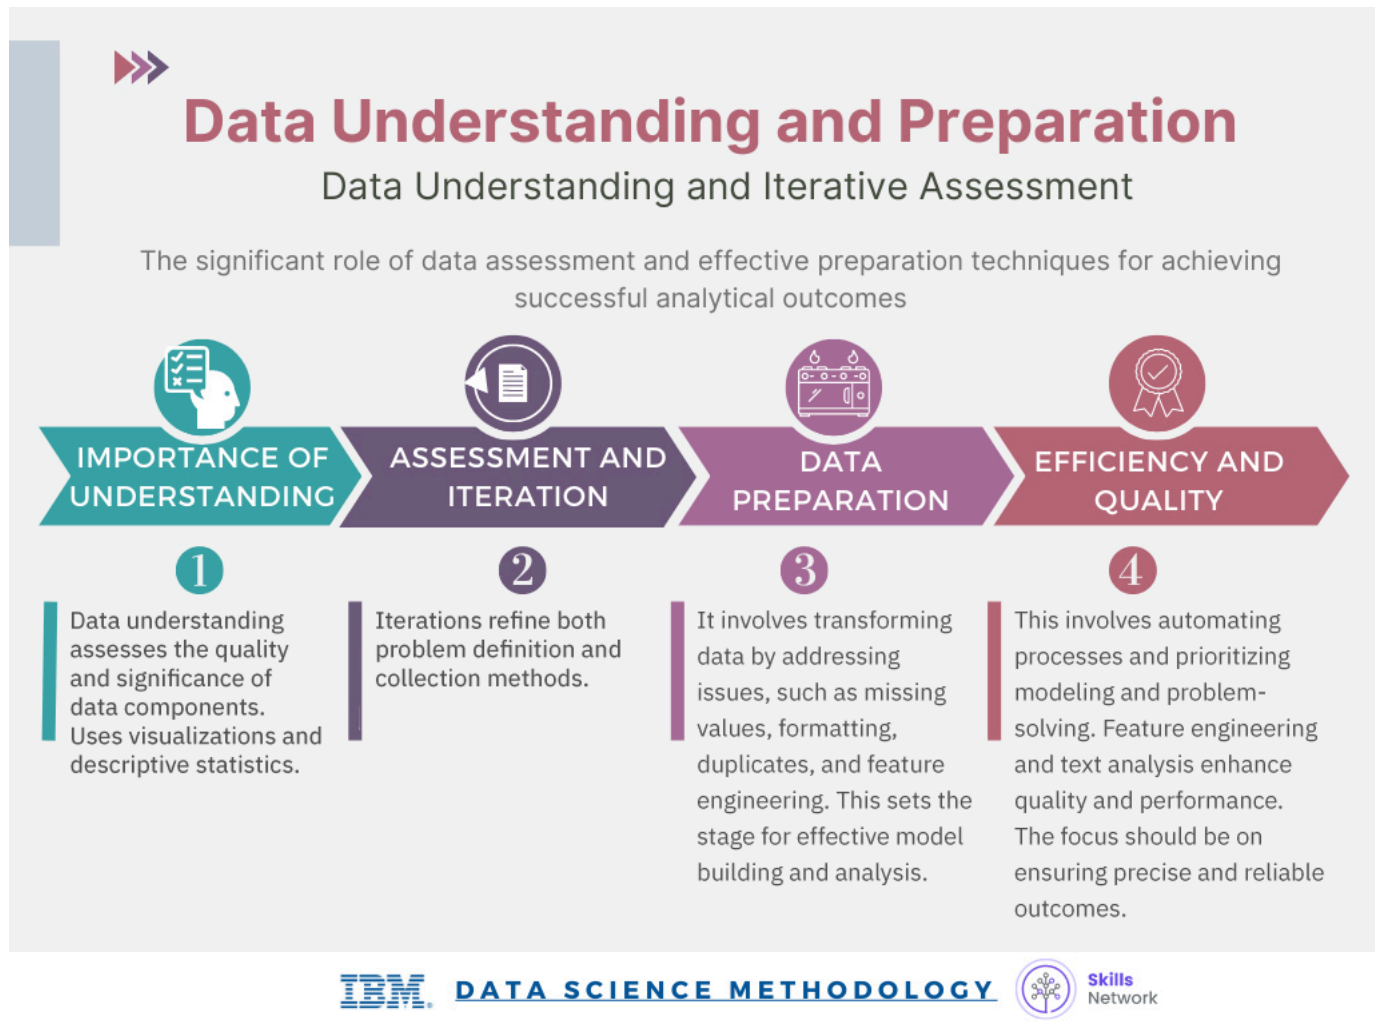 Data Understanding and Preparation
Data Understanding and Iterative Assessment
The significant role of data assessment and effective preparation techniques for achieving
successful analytical outcomes
IMPORTANCE OF
UNDERSTANDING
1
Data understanding
assesses the quality
and significance of
data components.
Uses visualizations and
descriptive statistics.
ASSESSMENT AND
ITERATION
2
Iterations refine both
problem definition and
collection methods.
DATA
PREPARATION
3
It involves transforming
data by addressing
issues, such as missing
values, formatting,
duplicates, and feature
engineering. This sets the
stage for effective model
building and analysis.
EFFICIENCY AND
QUALITY
4
This involves automating
processes and prioritizing
modeling and problem-
solving. Feature engineering
and text analysis enhance
quality and performance.
The focus should be on
ensuring precise and reliable
outcomes.
IBM DATA SCIENCE METHODOLOGY
Skills
Network